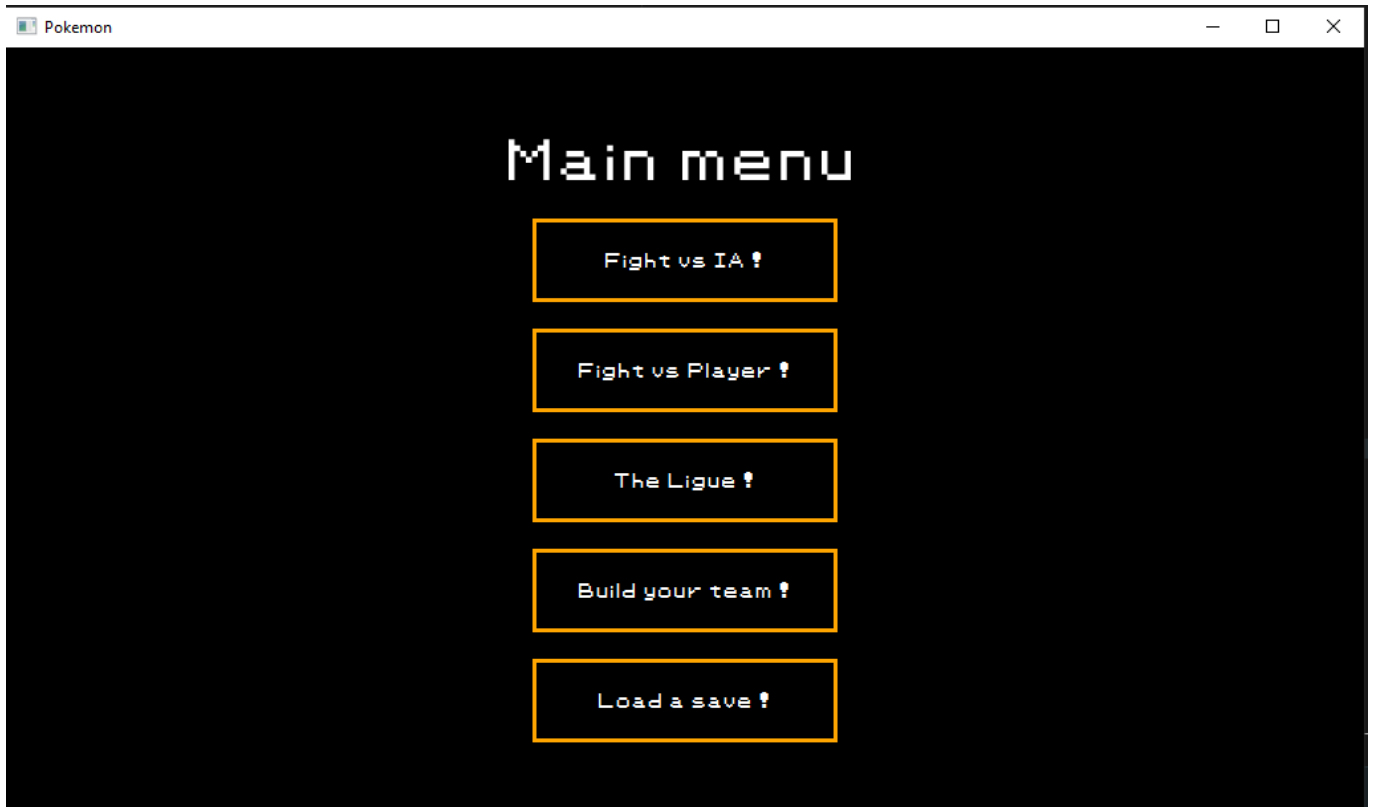 Pokemon
Main menu
Fight vs IA !
Fight vs Player !
The Ligue !
Build your team !
Load a save !